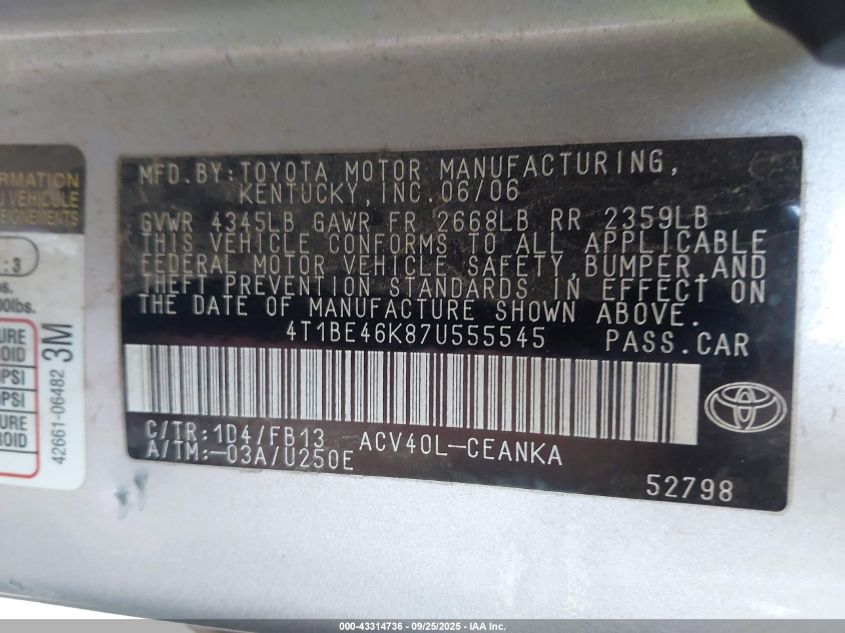 MFD.BY:TOYOTA MOTOR MANUFACTURING,
KENTUCKY,INC.06/06
GVWR 4345LB GAWR FR 2668LB RR 2359LB
THIS VEHICLE CONFORMS TO ALL APPLICABLE
FEDERAL MOTOR VEHICLE SAFETY,BUMPER,AND
THEFT PREVENTION STANDARDS IN EFFECT ON
THE DATE OF MANUFACTURE SHOWN ABOVE.
4T1BE46K87U555545 PASS.CAR
C/TR:1D4/FB13 ACV40L-CEANKA
A/TM:-03A/U250E
52798
3M
42661-06482
000-43314736 - 09/25/2025 - IAA Inc.